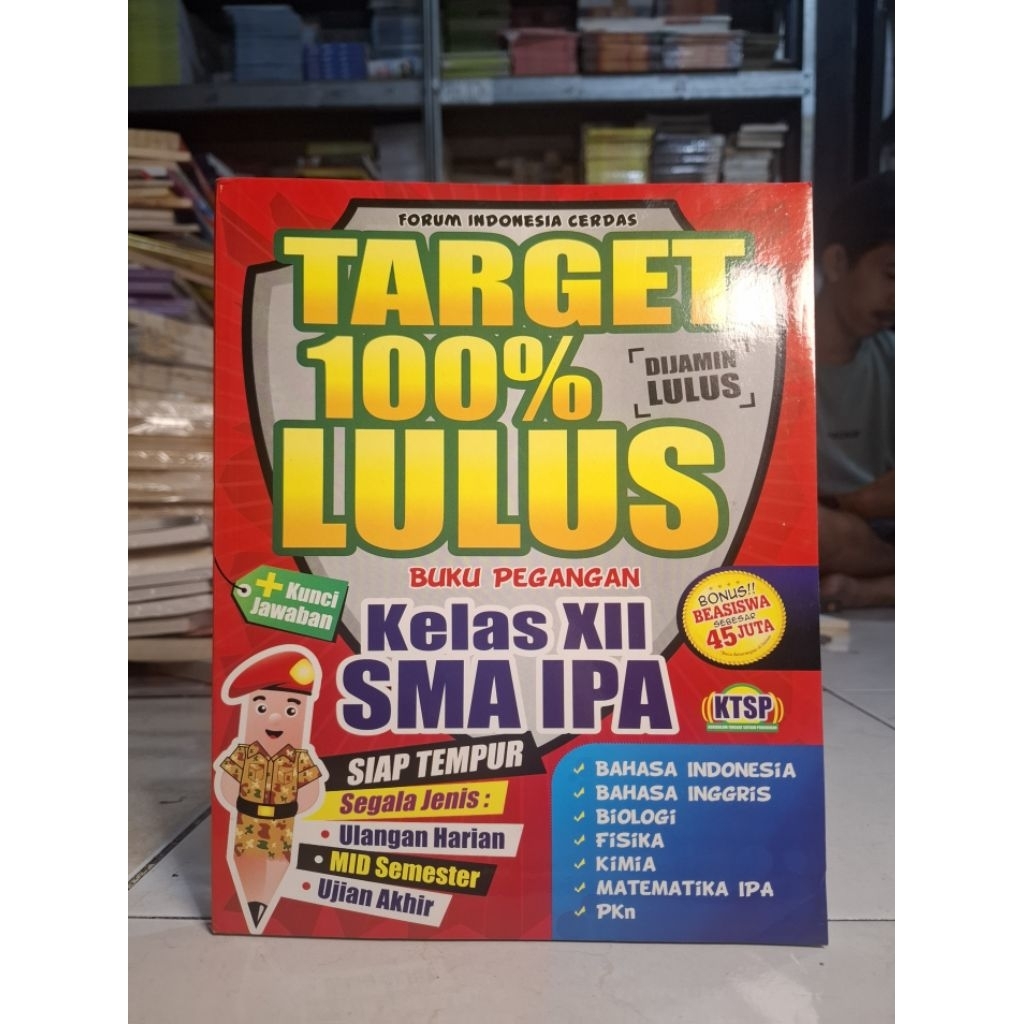 FORUM INDONESIA CERDAS
TARGET
100%
LULUS
DIJAMIN
LULUS
BUKU PEGANGAN
+ Kunci
Jawaban
Kelas XII
SMA IPA
BONUS!!
BEASISWA
SEBESAR
45 JUTA
KTSP
SIAP TEMPUR
Segala Jenis :
• Ulangan Harian
• MID Semester
• Ujian Akhir
BAHASA INDONESIA
BAHASA INGGRIS
BIOLOGI
FISIKA
KIMIA
MATEMATIKA IPA
PKn